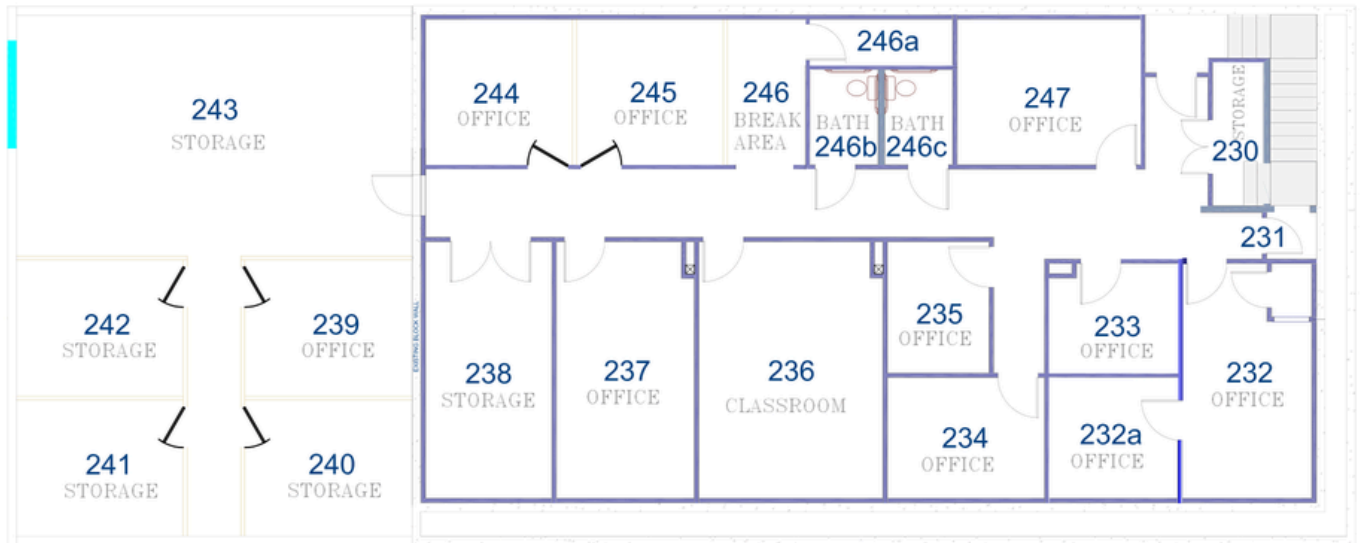 243
STORAGE
244
OFFICE
245
OFFICE
246
BREAK
AREA
246a
BATH
246b
BATH
246c
247
OFFICE
STORAGE
230
231
242
STORAGE
239
OFFICE
EXISTING BLOCK WALL
238
STORAGE
237
OFFICE
236
CLASSROOM
235
OFFICE
233
OFFICE
232
OFFICE
241
STORAGE
240
STORAGE
234
OFFICE
232a
OFFICE